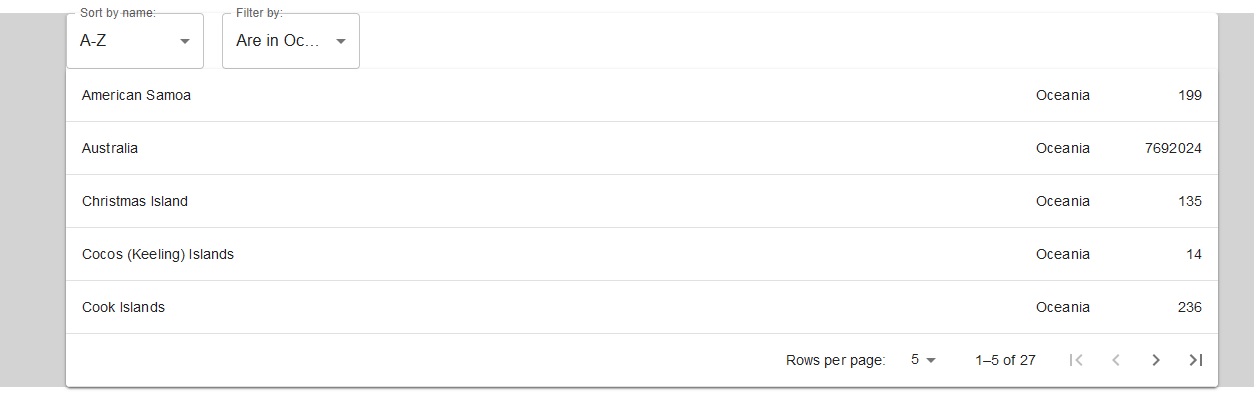 Sort by name: Filter by:
A-Z Are in Oc...
American Samoa Oceania 199
Australia Oceania 7692024
Christmas Island Oceania 135
Cocos (Keeling) Islands Oceania 14
Cook Islands Oceania 236
Rows per page: 5 1–5 of 27